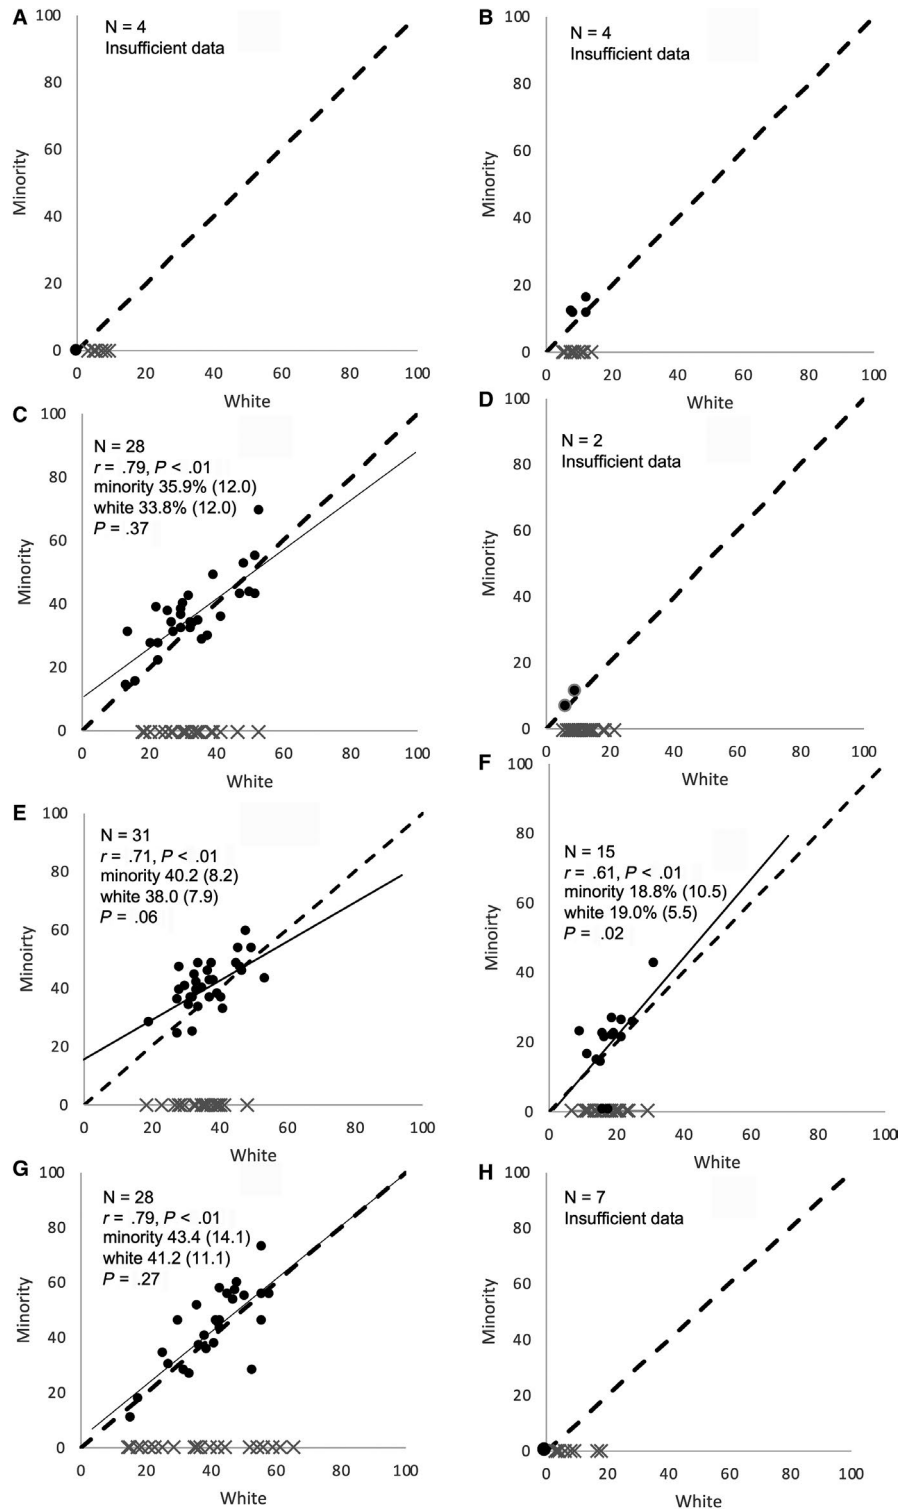 A
100
80
60
40
20
0
Minority
N = 4
Insufficient data
0 20 40 60 80 100
White
B
100
80
60
40
20
0
Minority
N = 4
Insufficient data
0 20 40 60 80 100
White
C
100
80
60
40
20
0
Minority
N = 28
r = .79, P < .01
minority 35.9% (12.0)
white 33.8% (12.0)
P = .37
0 20 40 60 80 100
White
D
100
80
60
40
20
0
Minority
N = 2
Insufficient data
0 20 40 60 80 100
White
E
100
80
60
40
20
0
Minoirty
N = 31
r = .71, P < .01
minority 40.2 (8.2)
white 38.0 (7.9)
P = .06
0 20 40 60 80 100
White
F
100
80
60
40
20
0
Minoirty
N = 15
r = .61, P < .01
minority 18.8% (10.5)
white 19.0% (5.5)
P = .02
0 20 40 60 80 100
White
G
100
80
60
40
20
0
Minority
N = 28
r = .79, P < .01
minority 43.4 (14.1)
white 41.2 (11.1)
P = .27
0 20 40 60 80 100
White
H
100
80
60
40
20
0
Minority
N = 7
Insufficient data
0 20 40 60 80 100
White